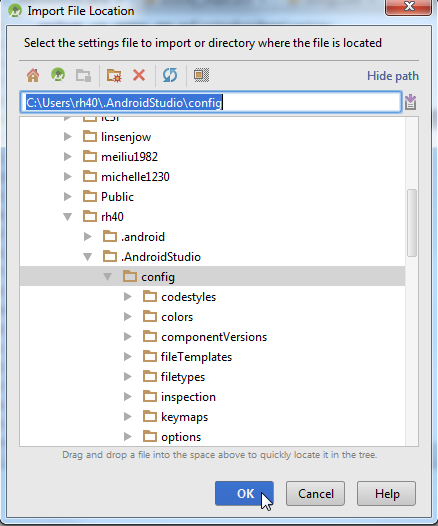 Import File Location
Select the settings file to import or directory where the file is located
Hide path
C:\Users\rh40\.AndroidStudio\config
linsenjow
meiliu1982
michelle1230
Public
rh40
.android
.AndroidStudio
config
codestyles
colors
componentVersions
fileTemplates
filetypes
inspection
keymaps
options
Drag and drop a file into the space above to quickly locate it in the tree.
OK
Cancel
Help